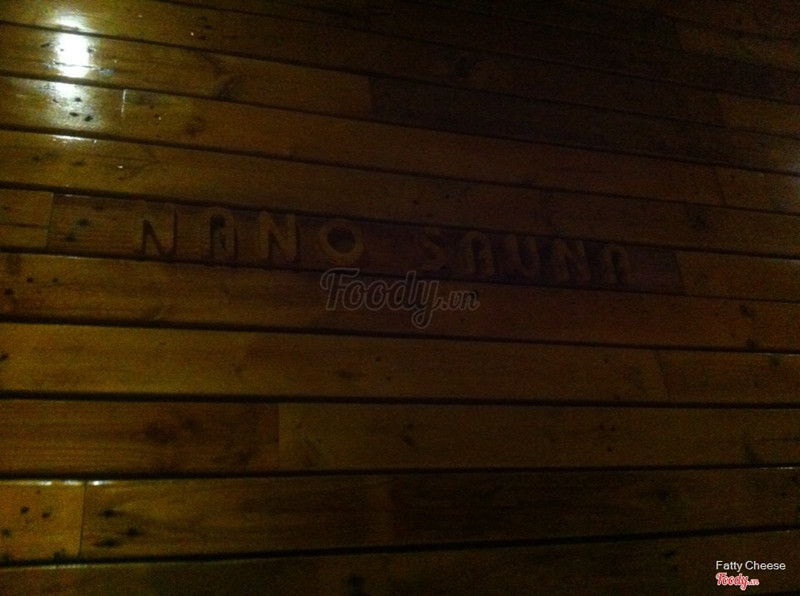 NANO SAUNA
Foody.vn
Fatty Cheese
Foody.vn